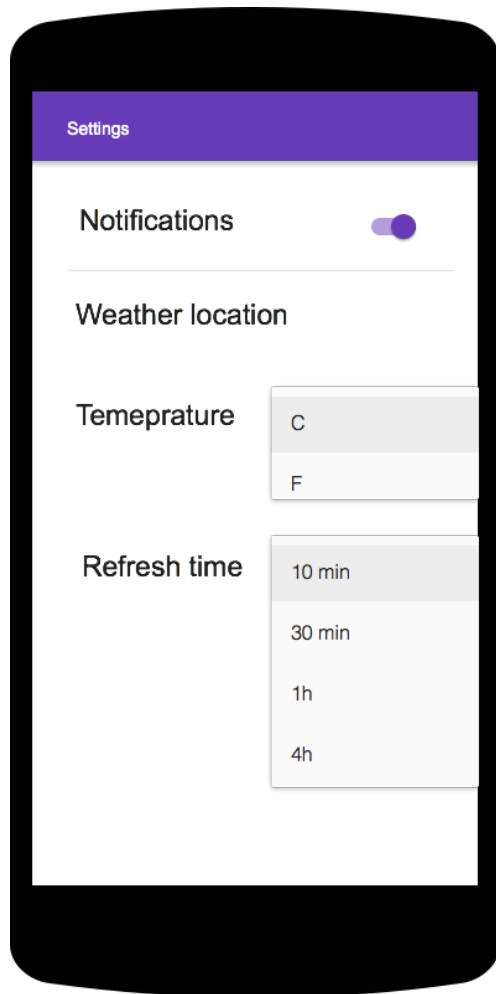 Settings
Notifications
Weather location
Temeprature
C
F
Refresh time
10 min
30 min
1h
4h